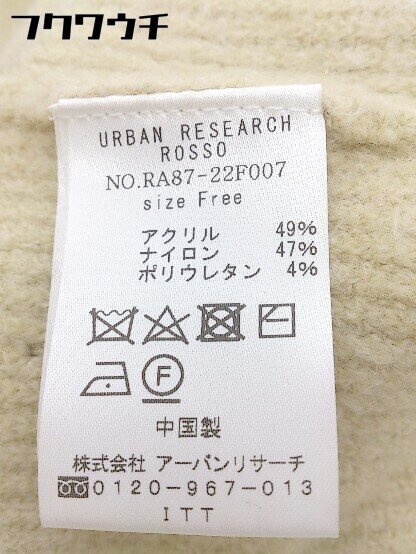 フクウウチ
URBAN RESEARCH
ROSSO
NO.RA87-22F007
size Free
アクリル 49%
ナイロン 47%
ポリウレタン 4%
F
中国製
株式会社 アーバンリサーチ
0120-967-013
ITT